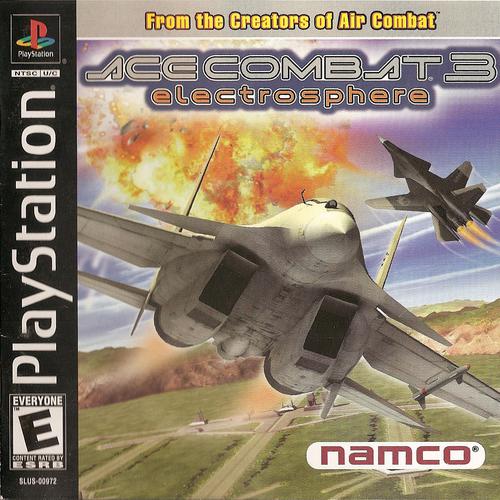 PlayStation
NTSC U/C
PlayStation
EVERYONE
E
CONTENT RATED BY
ESRB
SLUS-00972
From the Creators of Air Combat™
ACE COMBAT® 3
electrosphere
namco®